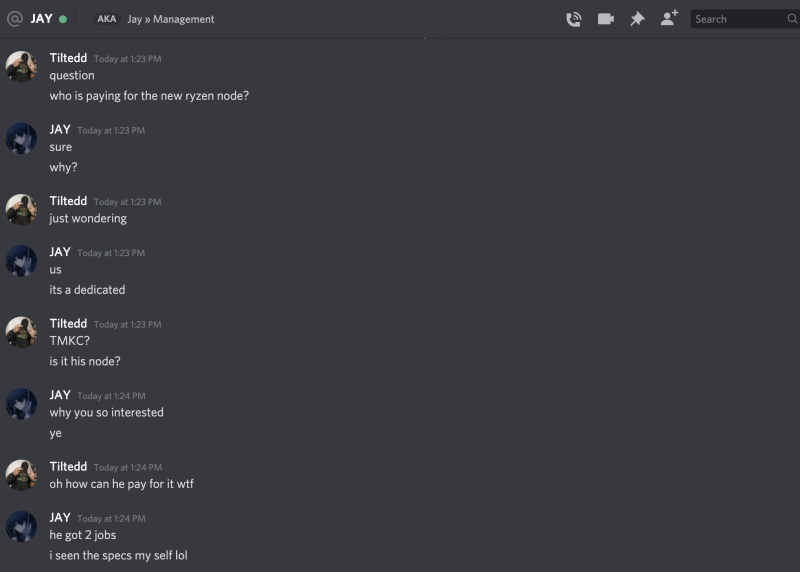 JAY AKA Jay » Management Search
Tiltedd Today at 1:23 PM
question
who is paying for the new ryzen node?
JAY Today at 1:23 PM
sure
why?
Tiltedd Today at 1:23 PM
just wondering
JAY Today at 1:23 PM
us
its a dedicated
Tiltedd Today at 1:23 PM
TMKC?
is it his node?
JAY Today at 1:24 PM
why you so interested
ye
Tiltedd Today at 1:24 PM
oh how can he pay for it wtf
JAY Today at 1:24 PM
he got 2 jobs
i seen the specs my self lol